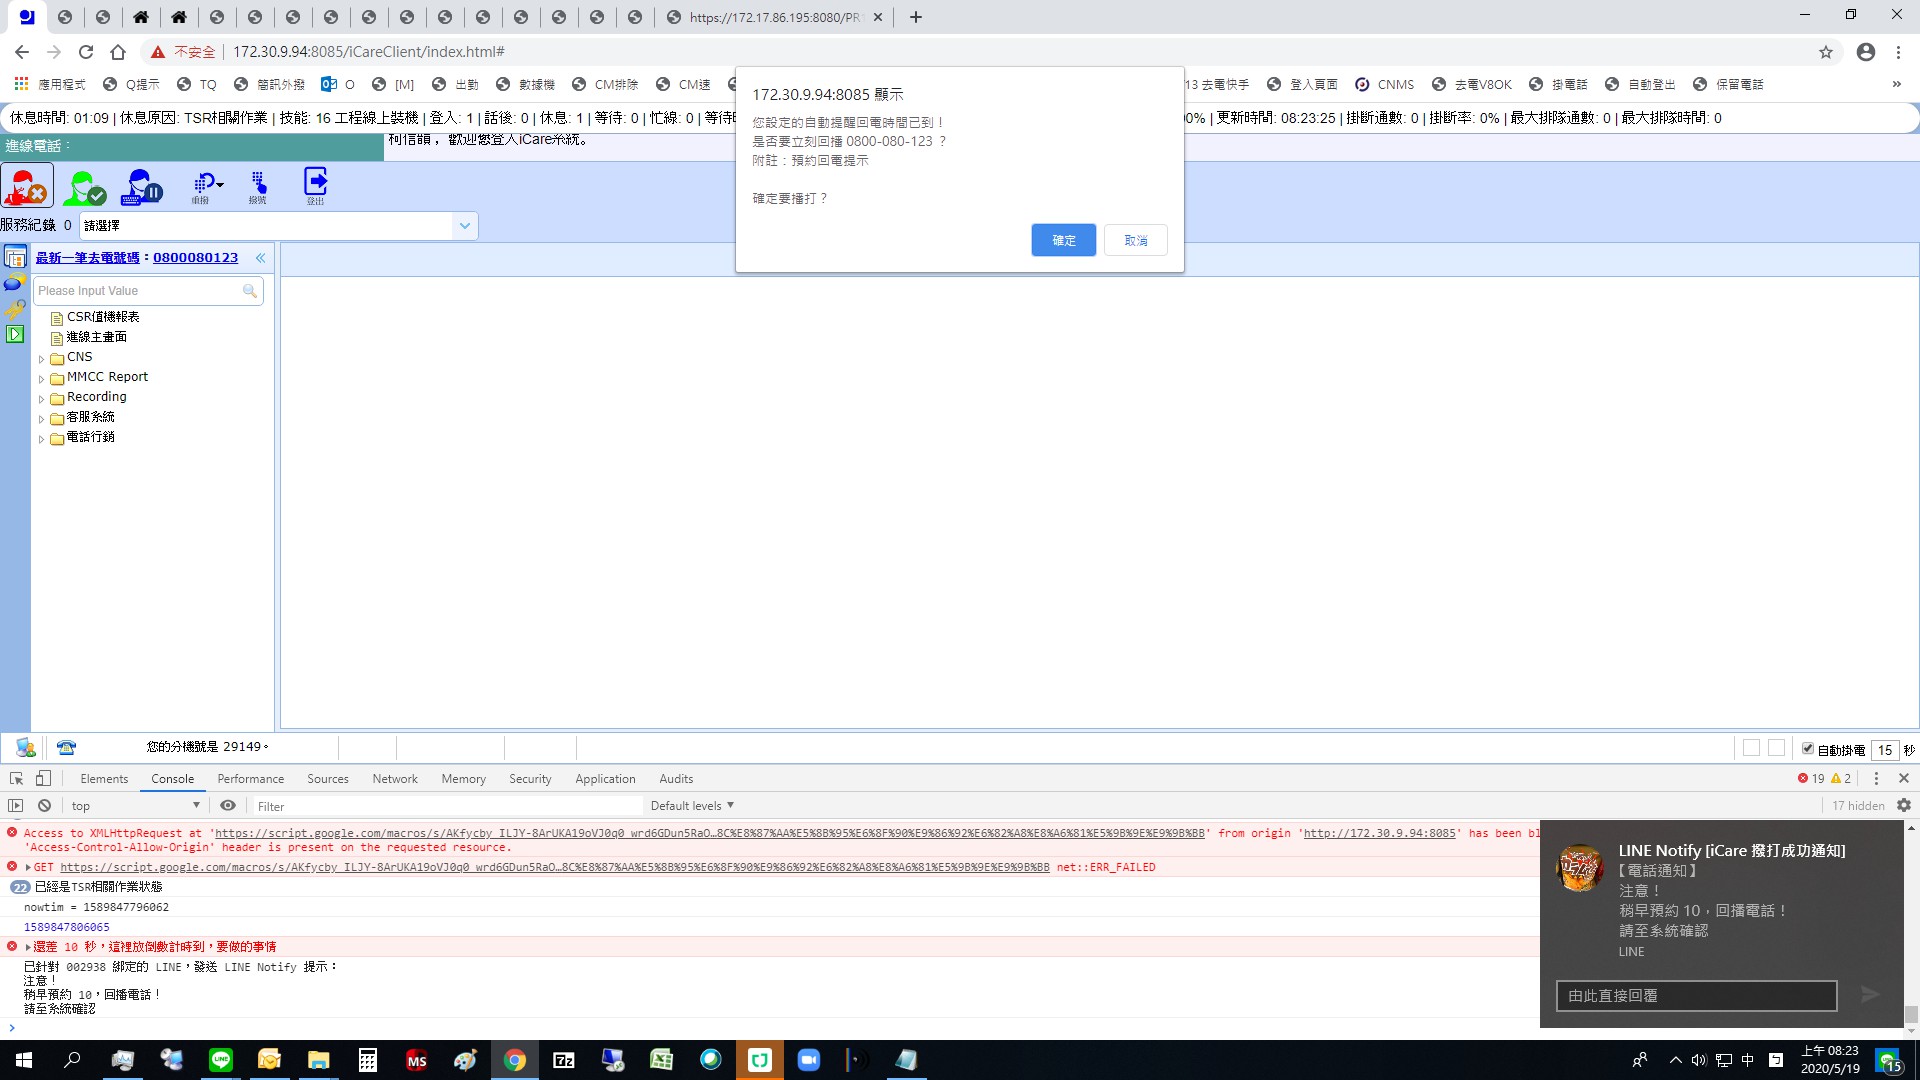 https://172.17.86.195:8080/PR
不安全 172.30.9.94:8085/iCareClient/index.html#
應用程式 Q提示 TQ 簡訊外撥 O [M] 出勤 數據機 CM排除 CM速 13 去電快手 登入頁面 CNMS 去電V8OK 掛電話 自動登出 保留電話 »
休息時間: 01:09 | 休息原因: TSR相關作業 | 技能: 16 工程線上裝機 | 登入: 1 | 話後: 0 | 休息: 1 | 等待: 0 | 忙線: 0 | 00% | 更新時間: 08:23:25 | 掛斷通數: 0 | 掛斷率: 0% | 最大排隊通數: 0 | 最大排隊時間: 0
進線電話：
歡迎您登入iCare系統。
172.30.9.94:8085 顯示
您設定的自動提醒回電時間已到！
是否要立刻回播 0800-080-123 ？
附註：預約回電提示
確定要播打？
確定 取消
重撥 撥號 登出
服務紀錄 0 請選擇
最新一筆去電號碼：0800080123
Please Input Value
CSR值機報表
進線主畫面
CNS
MMCC Report
Recording
客服系統
電話行銷
您的分機號是 29149。
自動掛電 15 秒
Elements Console Performance Sources Network Memory Security Application Audits 19 2
top Filter Default levels 17 hidden
Access to XMLHttpRequest at 'https://script.google.com/macros/s/AKfycby_ILJY-8ArUKA19oVJ0q0_wrd6GDun5RaO…8C%E8%87%AA%E5%8B%95%E6%8F%90%E9%86%92%E6%82%A8%E8%A6%81%E5%9B%9E%E9%9B%BB' from origin 'http://172.30.9.94:8085' has been bl
'Access-Control-Allow-Origin' header is present on the requested resource.
GET https://script.google.com/macros/s/AKfycby_ILJY-8ArUKA19oVJ0q0_wrd6GDun5RaO…8C%E8%87%AA%E5%8B%95%E6%8F%90%E9%86%92%E6%82%A8%E8%A6%81%E5%9B%9E%E9%9B%BB net::ERR_FAILED
22 已經是TSR相關作業狀態
nowtim = 1589847796062
1589847806065
還差 10 秒，這裡放倒數計時到，要做的事情
已針對 002938 綁定的 LINE，發送 LINE Notify 提示：
注意！
稍早預約 10，回播電話！
請至系統確認
LINE Notify [iCare 撥打成功通知]
【電話通知】
注意！
稍早預約 10，回播電話！
請至系統確認
LINE
由此直接回覆
LINE
MS
7z
中
上午 08:23
2020/5/19
15